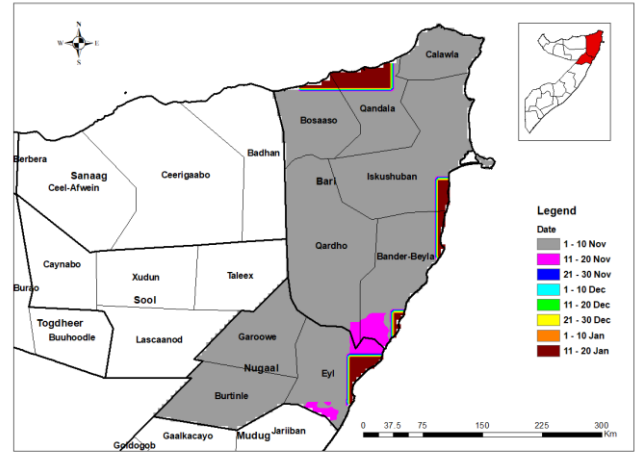 N
W E
S
Calawla
Qandala
Bosaaso
Badhan
Berbera
Sanaag
Ceerigaabo
Ceel-Afwein
Bari
Iskushuban
Qardho
Bander-Beyla
Caynabo
Xudun
Taleex
Burao
Sool
Togdheer
Buuhoodle
Lascaanod
Garoowe
Nugaal
Eyl
Burtinle
Jariiban
Gaalkacayo
Mudug
Goldogob
Legend
Date
1 - 10 Nov
11 - 20 Nov
21 - 30 Nov
1 - 10 Dec
11 - 20 Dec
21 - 30 Dec
1 - 10 Jan
11 - 20 Jan
0 37.5 75 150 225 300
Km